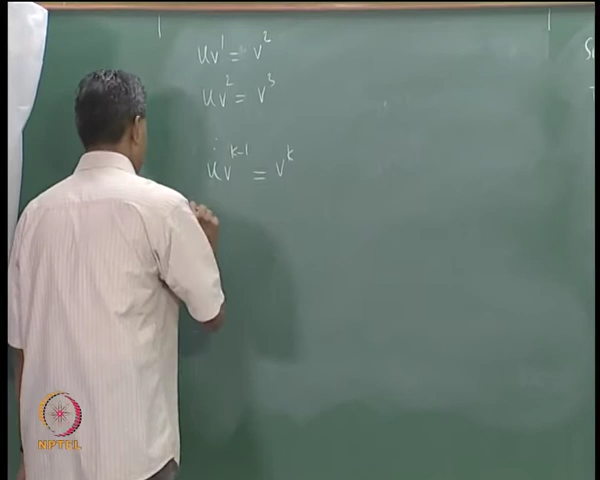 uv¹ = v²
uv² = v³
⋮
uv^{k-1} = v^k
NPTEL